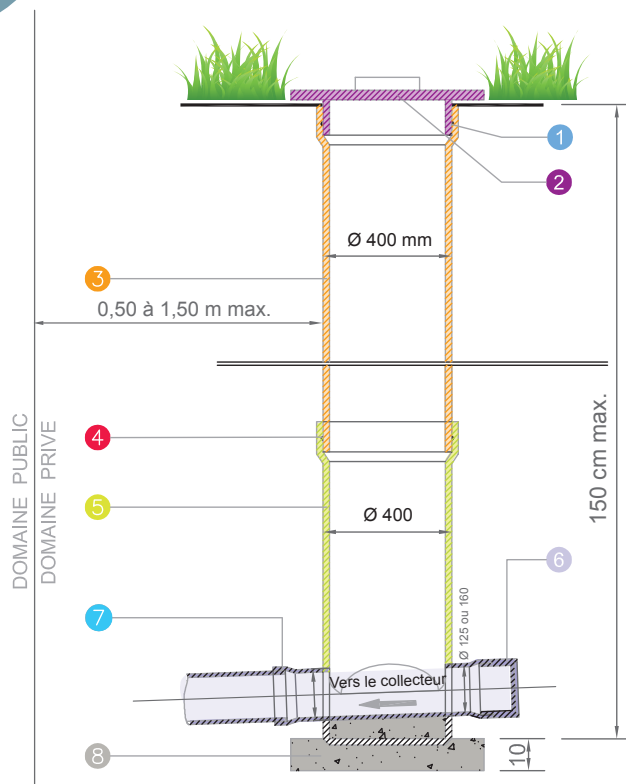 1
2
Ø 400 mm
3
0,50 à 1,50 m max.
DOMAINE PUBLIC
DOMAINE PRIVE
150 cm max.
4
5
Ø 400
6
Ø 125 ou 160
7
Vers le collecteur
8
10